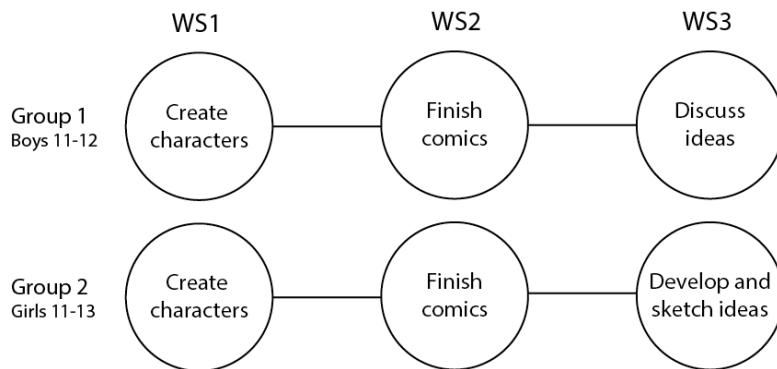 WS1 WS2 WS3
Group 1
Boys 11-12
Create
characters
Finish
comics
Discuss
ideas
Group 2
Girls 11-13
Create
characters
Finish
comics
Develop and
sketch ideas